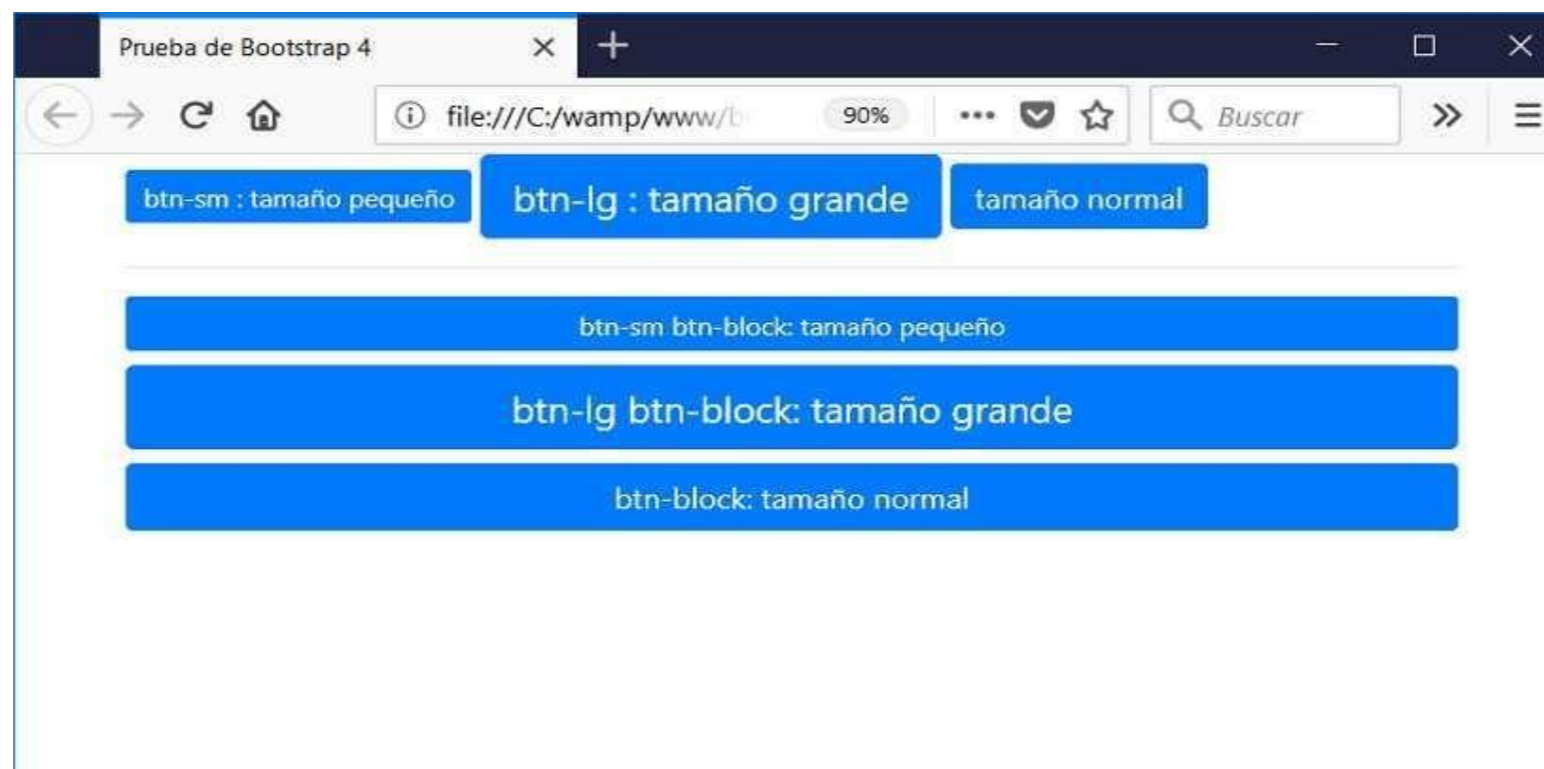 Prueba de Bootstrap 4
file:///C:/wamp/www/b
90%
Buscar
btn-sm : tamaño pequeño
btn-lg : tamaño grande
tamaño normal
btn-sm btn-block: tamaño pequeño
btn-lg btn-block: tamaño grande
btn-block: tamaño normal